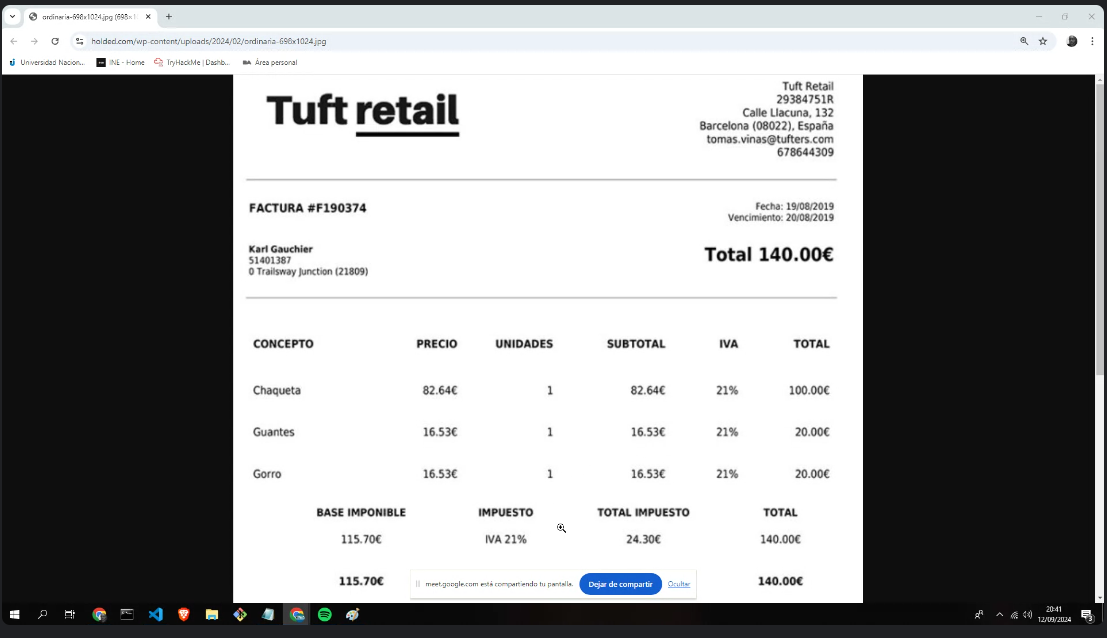 ordinaria-698x1024.jpg (698×1
holded.com/wp-content/uploads/2024/02/ordinaria-698x1024.jpg
Universidad Nacion...
INE - Home
TryHackMe | Dashb...
Área personal
Tuft retail
Tuft Retail
29384751R
Calle Llacuna, 132
Barcelona (08022), España
tomas.vinas@tufters.com
678644309
FACTURA #F190374
Fecha: 19/08/2019
Vencimiento: 20/08/2019
Karl Gauchier
51401387
0 Trailsway Junction (21809)
Total 140.00€
CONCEPTO PRECIO UNIDADES SUBTOTAL IVA TOTAL
Chaqueta 82.64€ 1 82.64€ 21% 100.00€
Guantes 16.53€ 1 16.53€ 21% 20.00€
Gorro 16.53€ 1 16.53€ 21% 20.00€
BASE IMPONIBLE IMPUESTO TOTAL IMPUESTO TOTAL
115.70€ IVA 21% 24.30€ 140.00€
115.70€ 140.00€
meet.google.com está compartiendo tu pantalla.
Dejar de compartir
Ocultar
20:41
12/09/2024
3